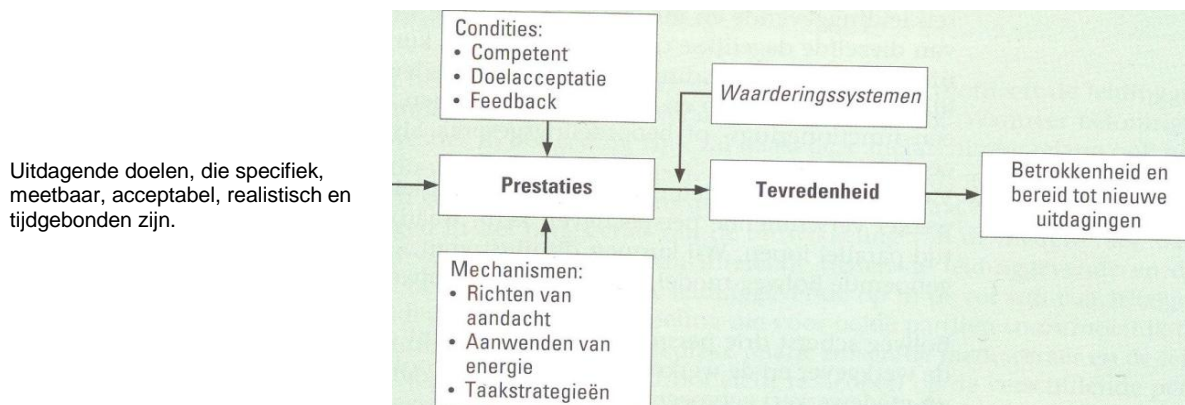 Uitdagende doelen, die specifiek,
meetbaar, acceptabel, realistisch en
tijdgebonden zijn.
Condities:
• Competent
• Doelacceptatie
• Feedback
Waarderingssystemen
Prestaties
Tevredenheid
Betrokkenheid en
bereid tot nieuwe
uitdagingen
Mechanismen:
• Richten van
aandacht
• Aanwenden van
energie
• Taakstrategieën